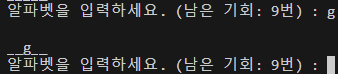 알파벳을 입력하세요. (남은 기회: 9번) : g
__g__
알파벳을 입력하세요. (남은 기회: 9번) :